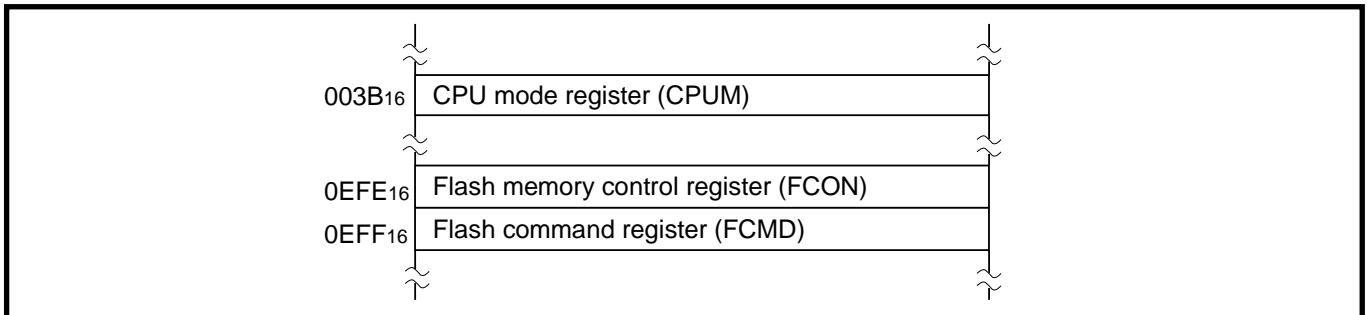 003B16 CPU mode register (CPUM)
0EFE16 Flash memory control register (FCON)
0EFF16 Flash command register (FCMD)